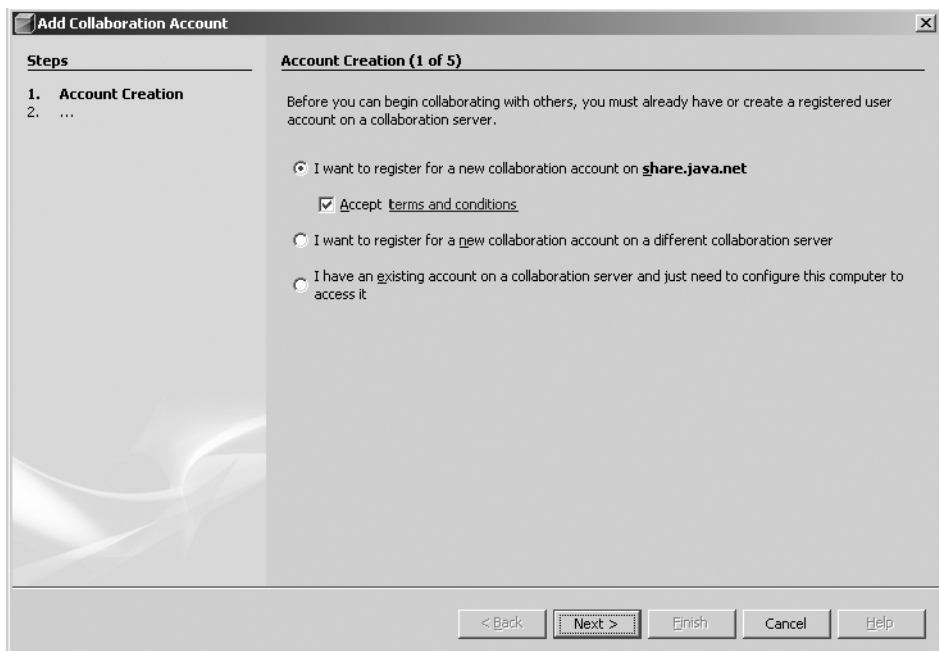 Add Collaboration Account
Steps
1. Account Creation
2. ...
Account Creation (1 of 5)
Before you can begin collaborating with others, you must already have or create a registered user
account on a collaboration server.
I want to register for a new collaboration account on share.java.net
Accept terms and conditions
I want to register for a new collaboration account on a different collaboration server
I have an existing account on a collaboration server and just need to configure this computer to
access it
< Back Next > Finish Cancel Help